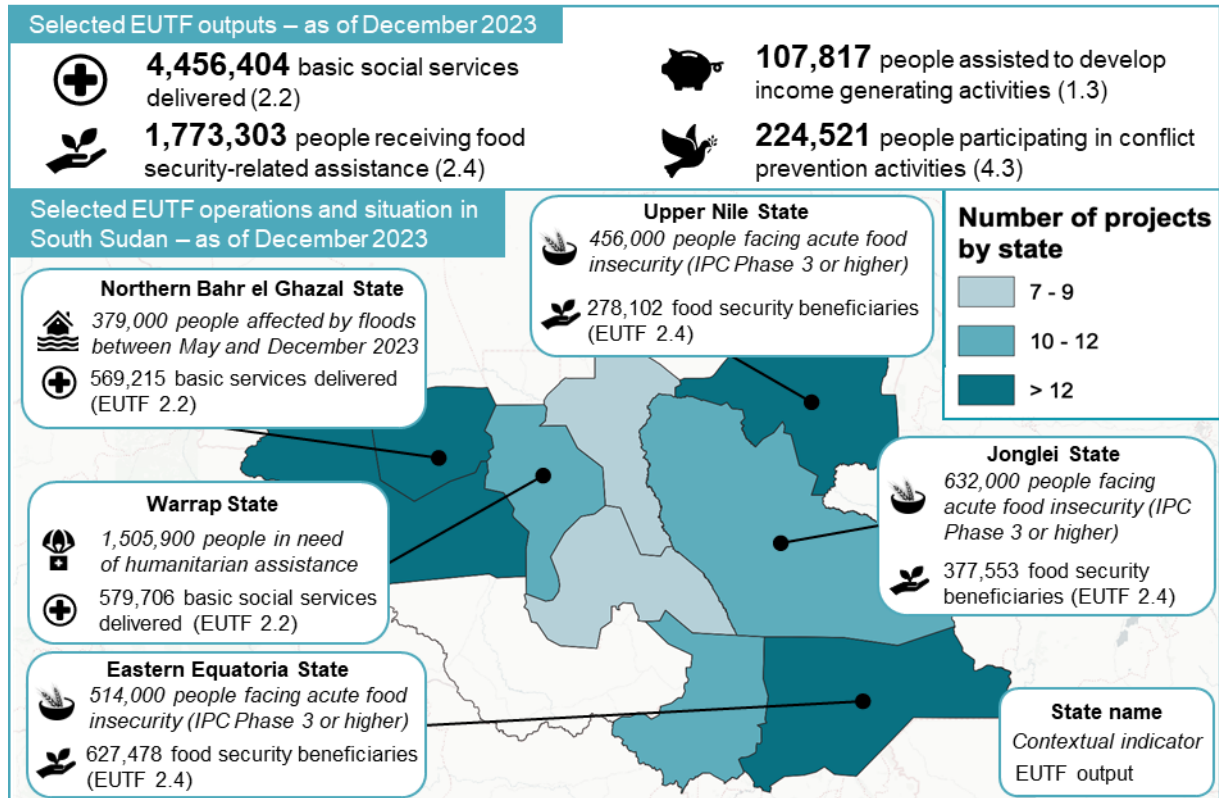 Selected EUTF outputs – as of December 2023
4,456,404 basic social services
delivered (2.2)
1,773,303 people receiving food
security-related assistance (2.4)
107,817 people assisted to develop
income generating activities (1.3)
224,521 people participating in conflict
prevention activities (4.3)
Selected EUTF operations and situation in
South Sudan – as of December 2023
Northern Bahr el Ghazal State
379,000 people affected by floods
between May and December 2023
569,215 basic services delivered
(EUTF 2.2)
Upper Nile State
456,000 people facing acute food
insecurity (IPC Phase 3 or higher)
278,102 food security beneficiaries
(EUTF 2.4)
Number of projects
by state
7 - 9
10 - 12
> 12
Warrap State
1,505,900 people in need
of humanitarian assistance
579,706 basic social services
delivered (EUTF 2.2)
Jonglei State
632,000 people facing
acute food insecurity (IPC
Phase 3 or higher)
377,553 food security
beneficiaries (EUTF 2.4)
Eastern Equatoria State
514,000 people facing acute food
insecurity (IPC Phase 3 or higher)
627,478 food security beneficiaries
(EUTF 2.4)
State name
Contextual indicator
EUTF output